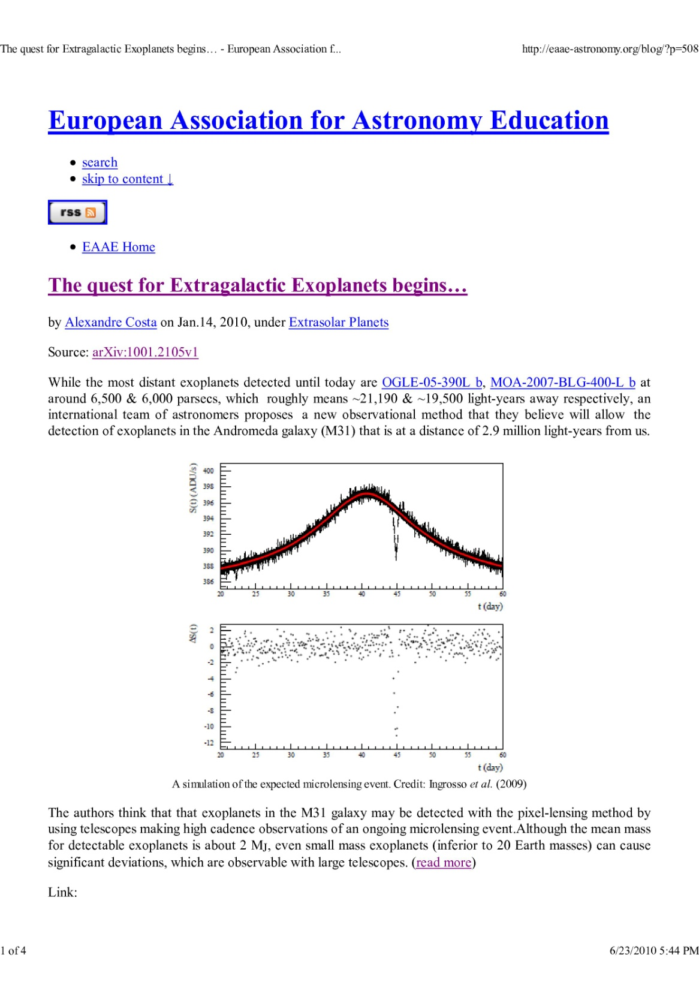 The quest for Extragalactic Exoplanets begins… - European Association f...
http://eaae-astronomy.org/blog/?p=508
European Association for Astronomy Education
search
skip to content ↓
rss
EAAE Home
The quest for Extragalactic Exoplanets begins…
by Alexandre Costa on Jan.14, 2010, under Extrasolar Planets
Source: arXiv:1001.2105v1
While the most distant exoplanets detected until today are OGLE-05-390L b, MOA-2007-BLG-400-L b at
around 6,500 & 6,000 parsecs, which roughly means ~21,190 & ~19,500 light-years away respectively, an
international team of astronomers proposes a new observational method that they believe will allow the
detection of exoplanets in the Andromeda galaxy (M31) that is at a distance of 2.9 million light-years from us.
S(t) (ADU/s)
400
398
396
394
392
390
388
386
20 25 30 35 40 45 50 55 60
t (day)
ΔS(t)
2
0
-2
-4
-6
-8
-10
-12
20 25 30 35 40 45 50 55 60
t (day)
A simulation of the expected microlensing event. Credit: Ingrosso et al. (2009)
The authors think that that exoplanets in the M31 galaxy may be detected with the pixel-lensing method by
using telescopes making high cadence observations of an ongoing microlensing event.Although the mean mass
for detectable exoplanets is about 2 MJ, even small mass exoplanets (inferior to 20 Earth masses) can cause
significant deviations, which are observable with large telescopes. (read more)
Link:
1 of 4
6/23/2010 5:44 PM